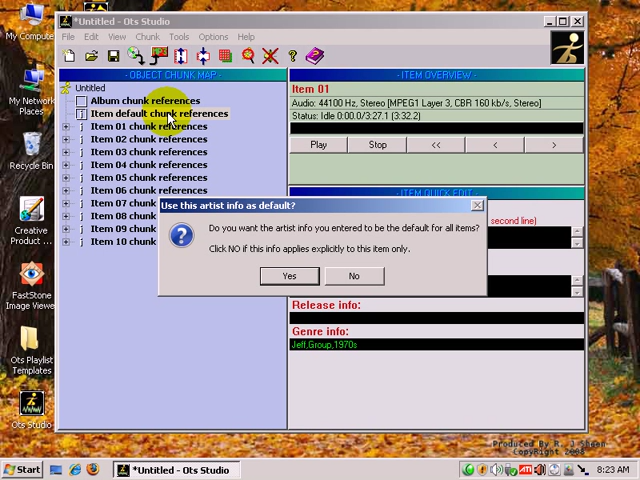 My Compute
My Network
Places
Recycle Bin
Creative
Product ...
FastStone
Image Viewer
Ots Playlist
Templates
Ots Studio
*Untitled - Ots Studio
File Edit View Chunk Tools Options Help
- OBJECT CHUNK MAP -
Untitled
Album chunk references
Item default chunk references
Item 01 chunk references
Item 02 chunk references
Item 03 chunk references
Item 04 chunk references
Item 05 chunk references
Item 06 chunk references
Item 07 chunk
Item 08 chunk
Item 09 chunk
Item 10 chunk
- ITEM OVERVIEW -
Item 01
Audio: 44100 Hz, Stereo [MPEG1 Layer 3, CBR 160 kb/s, Stereo]
Status: Idle 0:00.0/3:27.1 (3:32.2)
Play Stop << < >
- ITEM QUICK EDIT -
second line)
Use this artist info as default?
Do you want the artist info you entered to be the default for all items?
Click NO if this info applies explicitly to this item only.
Yes No
Release info:
Genre info:
Jeff,Group,1970s
Produced By R. J Sheen
CopyRight 2008
Start
*Untitled - Ots Studio
8:23 AM